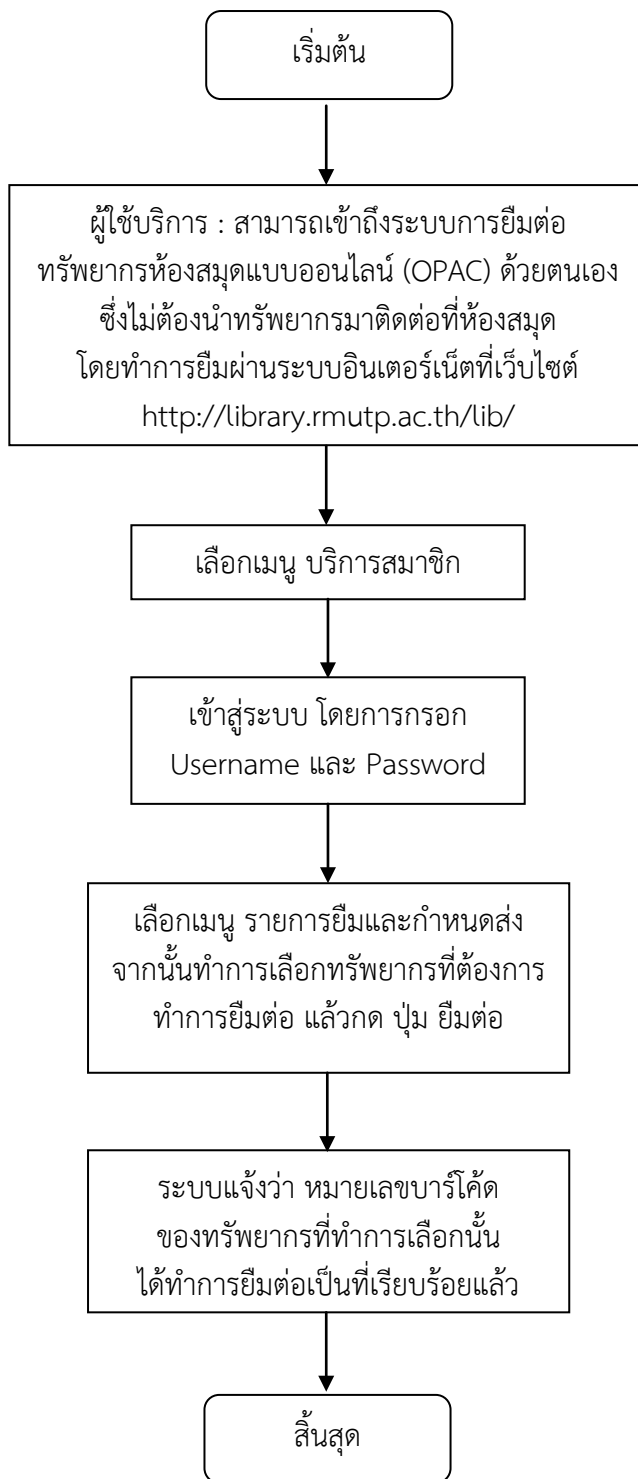 เริ่มต้น
ผู้ใช้บริการ : สามารถเข้าถึงระบบการยืมต่อ
ทรัพยากรห้องสมุดแบบออนไลน์ (OPAC) ด้วยตนเอง
ซึ่งไม่ต้องนำทรัพยากรมาติดต่อที่ห้องสมุด
โดยทำการยืมผ่านระบบอินเตอร์เน็ตที่เว็บไซต์
http://library.rmutp.ac.th/lib/
เลือกเมนู บริการสมาชิก
เข้าสู่ระบบ โดยการกรอก
Username และ Password
เลือกเมนู รายการยืมและกำหนดส่ง
จากนั้นทำการเลือกทรัพยากรที่ต้องการ
ทำการยืมต่อ แล้วกด ปุ่ม ยืมต่อ
ระบบแจ้งว่า หมายเลขบาร์โค้ด
ของทรัพยากรที่ทำการเลือกนั้น
ได้ทำการยืมต่อเป็นที่เรียบร้อยแล้ว
สิ้นสุด